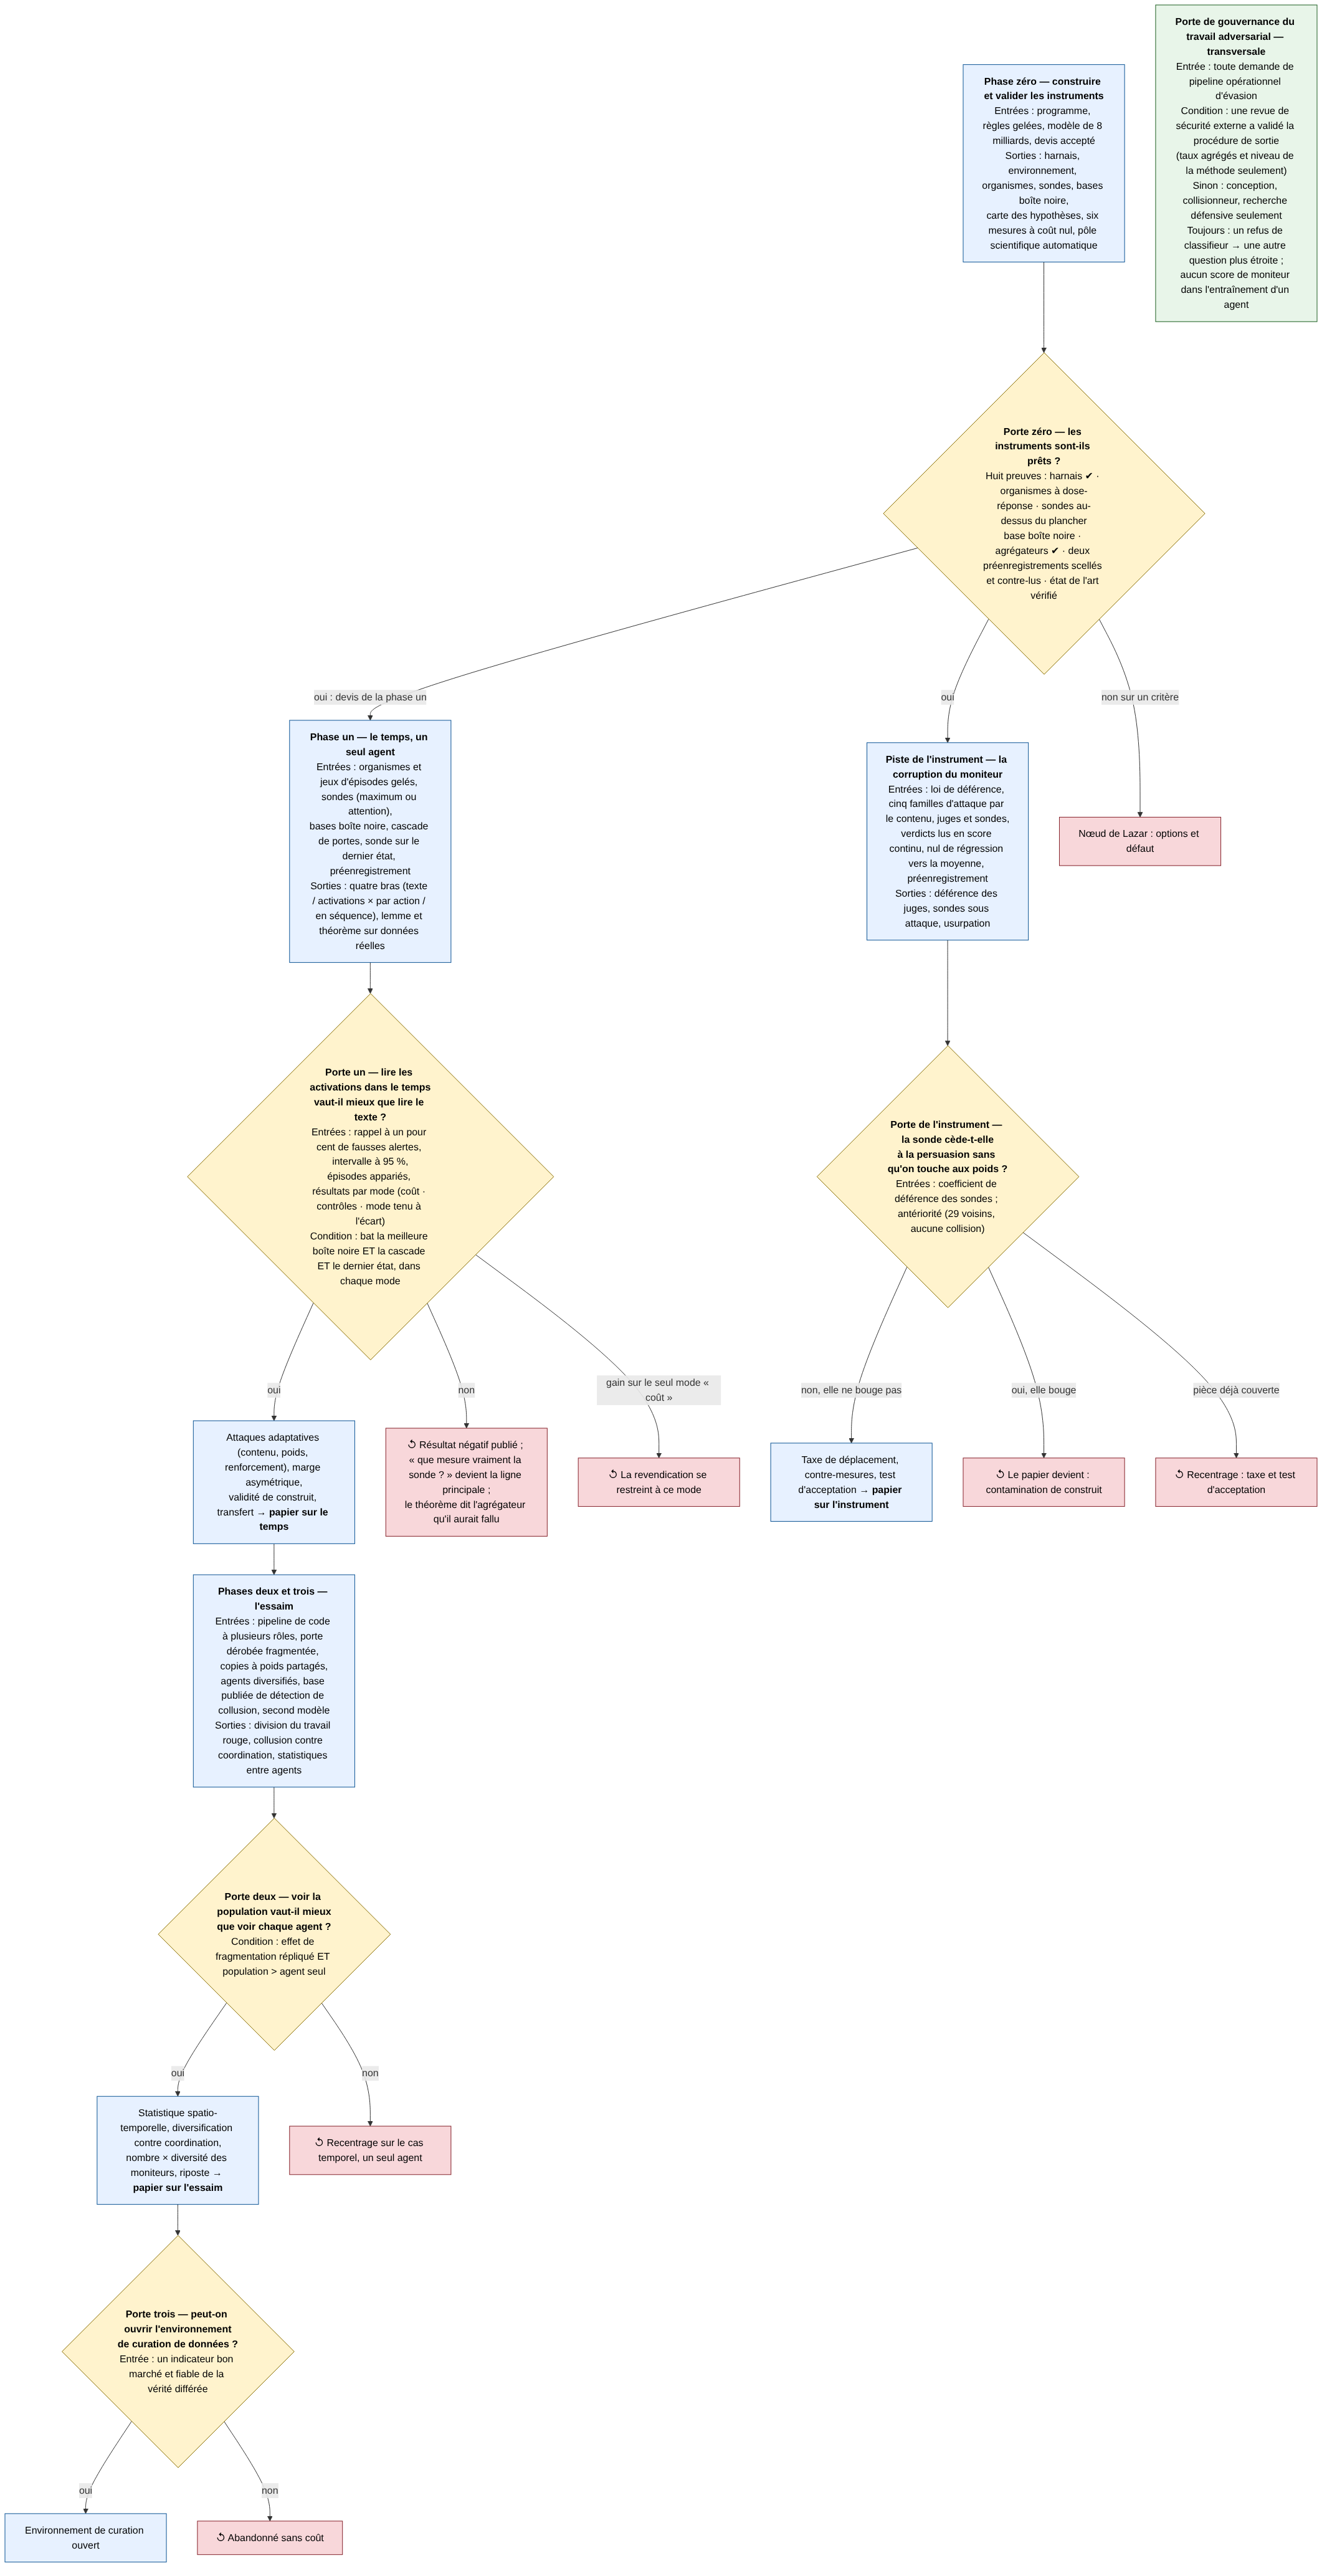 Porte de gouvernance du
travail adversarial —
transversale
Entrée : toute demande de
pipeline opérationnel
d'évasion
Condition : une revue de
sécurité externe a validé la
procédure de sortie
(taux agrégés et niveau de
la méthode seulement)
Sinon : conception,
collisionneur, recherche
défensive seulement
Toujours : un refus de
classifieur → une autre
question plus étroite ;
aucun score de moniteur
dans l'entraînement d'un
agent
Phase zéro — construire
et valider les instruments
Entrées : programme,
règles gelées, modèle de 8
milliards, devis accepté
Sorties : harnais,
environnement,
organismes, sondes, bases
boîte noire,
carte des hypothèses, six
mesures à coût nul, pôle
scientifique automatique
Porte zéro — les
instruments sont-ils
prêts ?
Huit preuves : harnais ✔ ·
organismes à dose-
réponse · sondes au-
dessus du plancher
base boîte noire ·
agrégateurs ✔ · deux
préenregistrements scellés
et contre-lus · état de l'art
vérifié
oui : devis de la phase un
oui
non sur un critère
Phase un — le temps, un
seul agent
Entrées : organismes et
jeux d'épisodes gelés,
sondes (maximum ou
attention),
bases boîte noire, cascade
de portes, sonde sur le
dernier état,
préenregistrement
Sorties : quatre bras (texte
/ activations × par action /
en séquence), lemme et
théorème sur données
réelles
Piste de l'instrument — la
corruption du moniteur
Entrées : loi de déférence,
cinq familles d'attaque par
le contenu, juges et sondes,
verdicts lus en score
continu, nul de régression
vers la moyenne,
préenregistrement
Sorties : déférence des
juges, sondes sous
attaque, usurpation
Nœud de Lazar : options et
défaut
Porte un — lire les
activations dans le temps
vaut-il mieux que lire le
texte ?
Entrées : rappel à un pour
cent de fausses alertes,
intervalle à 95 %,
épisodes appariés,
résultats par mode (coût ·
contrôles · mode tenu à
l'écart)
Condition : bat la meilleure
boîte noire ET la cascade
ET le dernier état, dans
chaque mode
Porte de l'instrument —
la sonde cède-t-elle
à la persuasion sans
qu'on touche aux poids ?
Entrées : coefficient de
déférence des sondes ;
antériorité (29 voisins,
aucune collision)
oui
non
gain sur le seul mode «
coût »
non, elle ne bouge pas
oui, elle bouge
pièce déjà couverte
Attaques adaptatives
(contenu, poids,
renforcement), marge
asymétrique,
validité de construit,
transfert → papier sur le
temps
↺ Résultat négatif publié ;
« que mesure vraiment la
sonde ? » devient la ligne
principale ;
le théorème dit l'agrégateur
qu'il aurait fallu
↺ La revendication se
restreint à ce mode
Taxe de déplacement,
contre-mesures, test
d'acceptation → papier
sur l'instrument
↺ Le papier devient :
contamination de construit
↺ Recentrage : taxe et test
d'acceptation
Phases deux et trois —
l'essaim
Entrées : pipeline de code
à plusieurs rôles, porte
dérobée fragmentée,
copies à poids partagés,
agents diversifiés, base
publiée de détection de
collusion, second modèle
Sorties : division du travail
rouge, collusion contre
coordination, statistiques
entre agents
Porte deux — voir la
population vaut-il mieux
que voir chaque agent ?
Condition : effet de
fragmentation répliqué ET
population > agent seul
oui
non
Statistique spatio-
temporelle, diversification
contre coordination,
nombre × diversité des
moniteurs, riposte →
papier sur l'essaim
↺ Recentrage sur le cas
temporel, un seul agent
Porte trois — peut-on
ouvrir l'environnement
de curation de données ?
Entrée : un indicateur bon
marché et fiable de la
vérité différée
oui
non
Environnement de curation
ouvert
↺ Abandonné sans coût